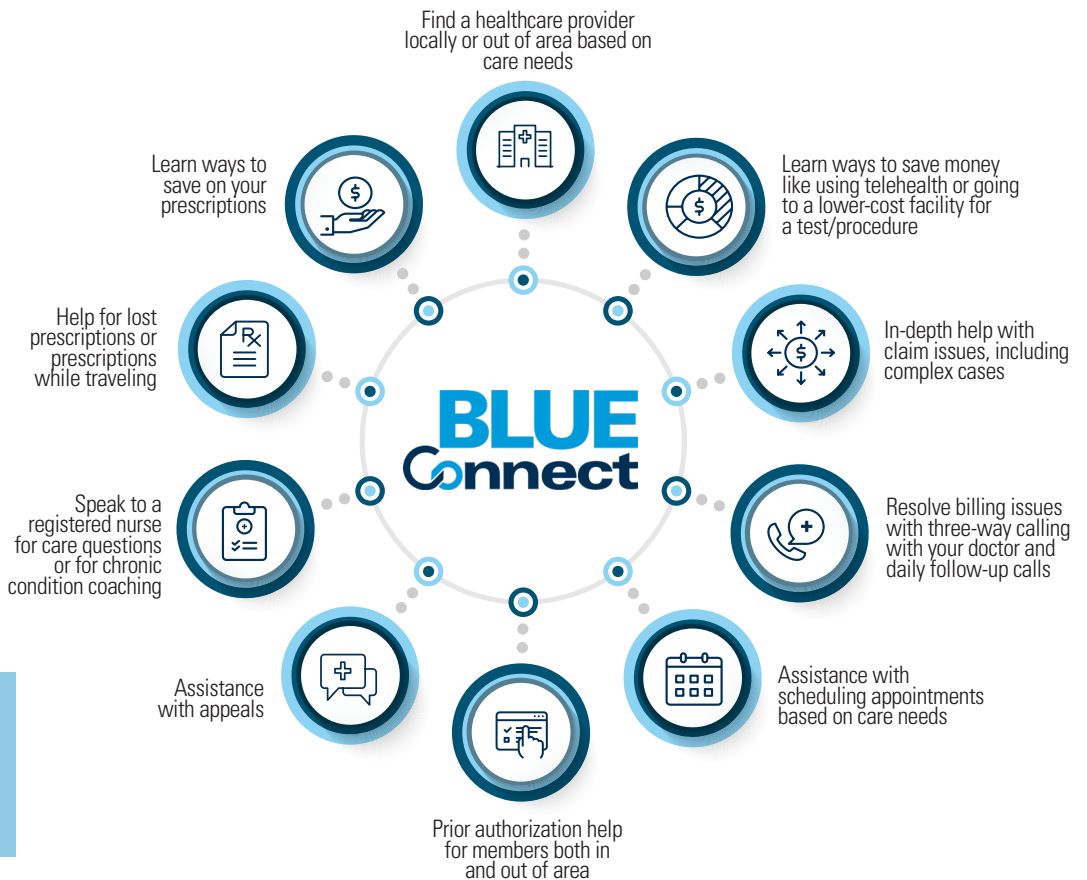 Find a healthcare provider
locally or out of area based on
care needs
Learn ways to save money
like using telehealth or going
to a lower-cost facility for
a test/procedure
In-depth help with
claim issues, including
complex cases
Resolve billing issues
with three-way calling
with your doctor and
daily follow-up calls
Assistance with
scheduling appointments
based on care needs
Prior authorization help
for members both in
and out of area
Assistance
with appeals
Speak to a
registered nurse
for care questions
or for chronic
condition coaching
Help for lost
prescriptions or
prescriptions
while traveling
Rx
Learn ways to
save on your
prescriptions
$
$
$
BLUE
Connect